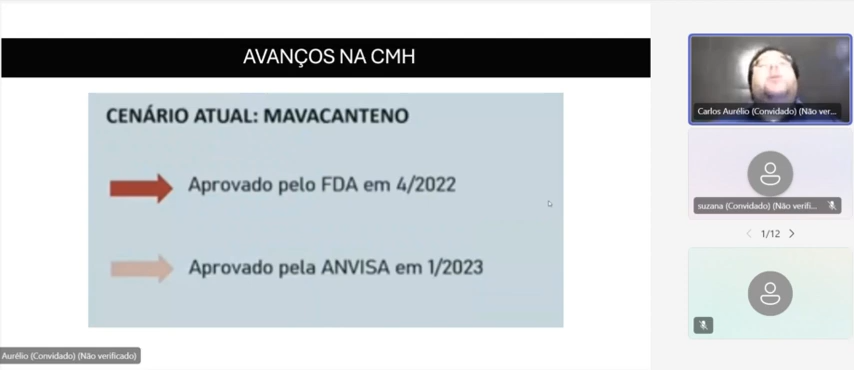 AVANÇOS NA CMH
CENÁRIO ATUAL: MAVACANTENO
Aprovado pelo FDA em 4/2022
Aprovado pela ANVISA em 1/2023
Carlos Aurélio (Convidado) (Não ver...
suzana (Convidado) (Não verifi...
1/12
Aurélio (Convidado) (Não verificado)